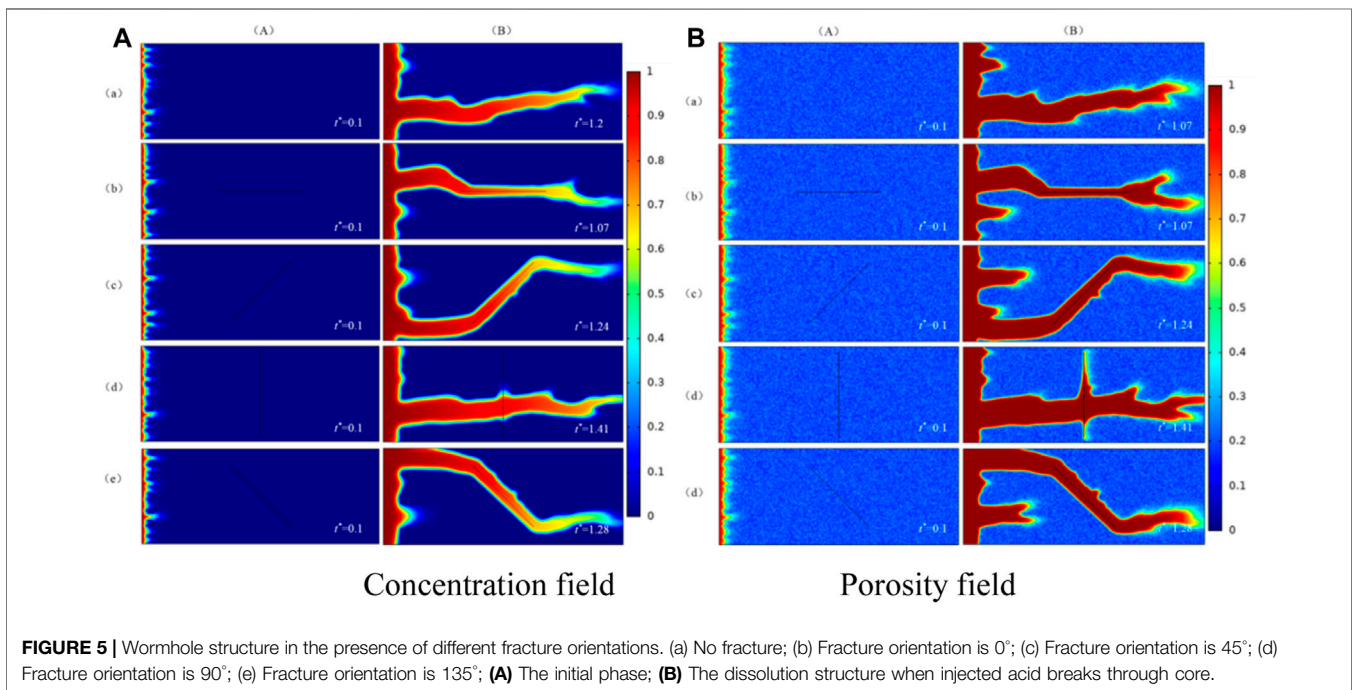 A (A) (B) B (A) (B)
(a) t*=0.1 t*=1.2 (a) t*=0.1 t*=1.07
(b) t*=0.1 t*=1.07 (b) t*=0.1 t*=1.07
(c) t*=0.1 t*=1.24 (c) t*=0.1 t*=1.24
(d) t*=0.1 t*=1.41 (d) t*=0.1 t*=1.41
(e) t*=0.1 t*=1.28 (d) t*=0.1 t*=1.28
1
0.9
0.8
0.7
0.6
0.5
0.4
0.3
0.2
0.1
0
1
0.9
0.8
0.7
0.6
0.5
0.4
0.3
0.2
0.1
0
Concentration field
Porosity field
FIGURE 5 | Wormhole structure in the presence of different fracture orientations. (a) No fracture; (b) Fracture orientation is 0°; (c) Fracture orientation is 45°; (d)
Fracture orientation is 90°; (e) Fracture orientation is 135°; (A) The initial phase; (B) The dissolution structure when injected acid breaks through core.